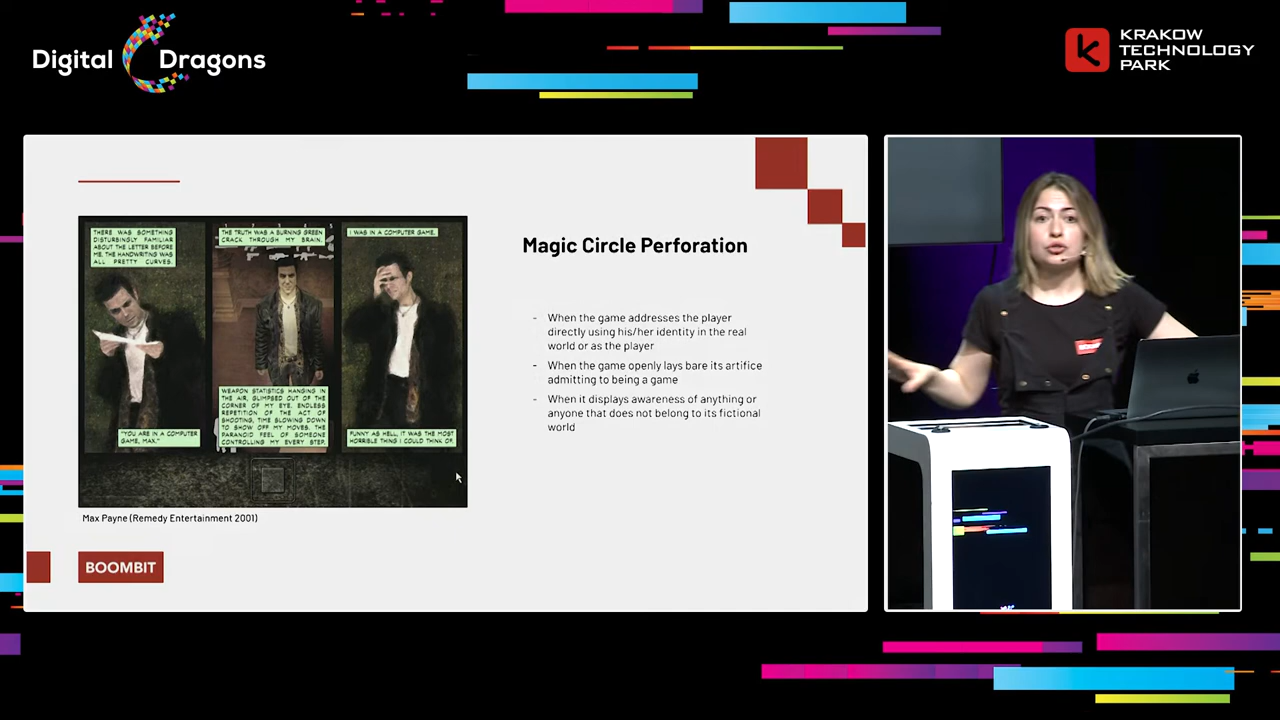 Digital Dragons
KRAKOW
TECHNOLOGY
PARK
THERE WAS SOMETHING
DISTURBINGLY FAMILIAR
ABOUT THE LETTER BEFORE
ME. THE HANDWRITING WAS
ALL PRETTY CURVES.
"YOU ARE IN A COMPUTER
GAME, MAX."
THE TRUTH WAS A BURNING GREEN
CRACK THROUGH MY BRAIN.
WEAPON STATISTICS HANGING IN
THE AIR, GLIMPSED OUT OF THE
CORNER OF MY EYE. ENDLESS
REPETITION OF THE ACT OF
SHOOTING, TIME SLOWING DOWN
TO SHOW OFF MY MOVES. THE
PARANOID FEEL OF SOMEONE
CONTROLLING MY EVERY STEP.
I WAS IN A COMPUTER GAME.
FUNNY AS HELL, IT WAS THE MOST
HORRIBLE THING I COULD THINK OF.
Max Payne (Remedy Entertainment 2001)
Magic Circle Perforation
- When the game addresses the player
directly using his/her identity in the real
world or as the player
- When the game openly lays bare its artifice
admitting to being a game
- When it displays awareness of anything or
anyone that does not belong to its fictional
world
BOOMBIT